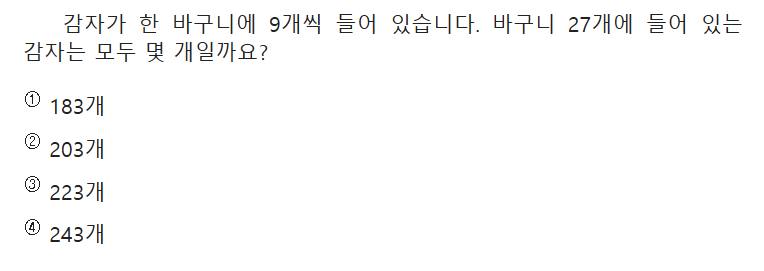 감자가 한 바구니에 9개씩 들어 있습니다. 바구니 27개에 들어 있는
감자는 모두 몇 개일까요?
① 183개
② 203개
③ 223개
④ 243개